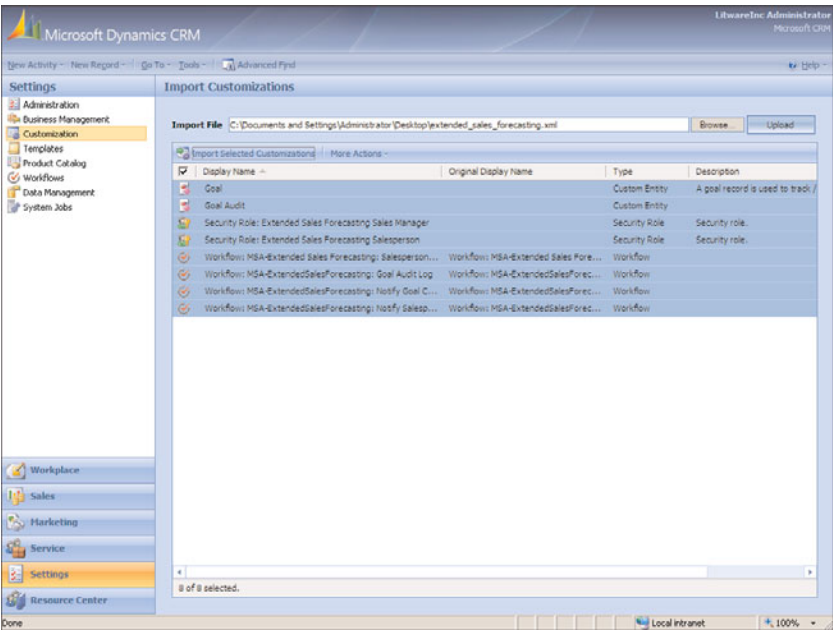 LitwareInc Administrator
Microsoft CRM
Microsoft Dynamics CRM
New Activity New Record Go To Tools Advanced Find Help
Settings
Import Customizations
Administration
Business Management
Customization
Templates
Product Catalog
Workflows
Data Management
System Jobs
Import File C:\Documents and Settings\Administrator\Desktop\extended_sales_forecasting.xml Browse... Upload
Import Selected Customizations More Actions
Display Name Original Display Name Type Description
Goal Custom Entity A goal record is used to track /
Goal Audit Custom Entity
Security Role: Extended Sales Forecasting Sales Manager Security Role Security role.
Security Role: Extended Sales Forecasting Salesperson Security Role Security role.
Workflow: MSA-Extended Sales Forecasting: Salesperson... Workflow: MSA-Extended Sales Fore... Workflow
Workflow: MSA-ExtendedSalesForecasting: Goal Audit Log Workflow: MSA-ExtendedSalesForec... Workflow
Workflow: MSA-ExtendedSalesForecasting: Notify Goal C... Workflow: MSA-ExtendedSalesForec... Workflow
Workflow: MSA-ExtendedSalesForecasting: Notify Salesp... Workflow: MSA-ExtendedSalesForec... Workflow
Workplace
Sales
Marketing
Service
Settings
Resource Center
8 of 8 selected.
Done Local intranet 100%